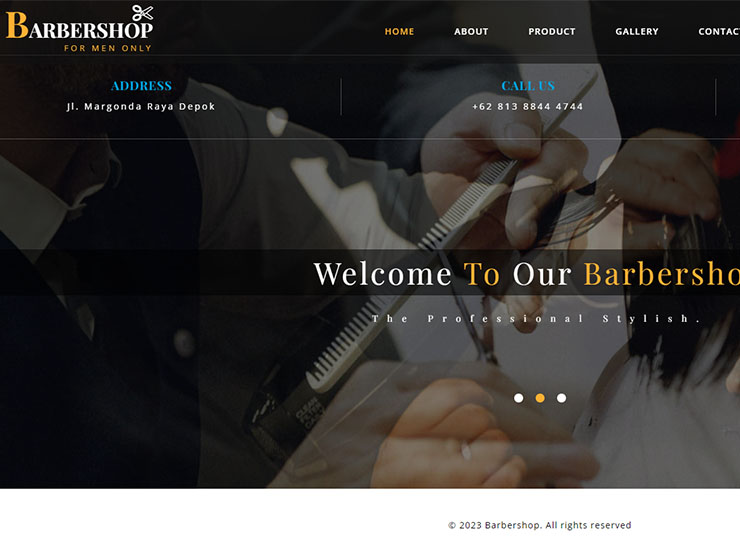 BARBERSHOP
FOR MEN ONLY
HOME ABOUT PRODUCT GALLERY CONTAC
ADDRESS
Jl. Margonda Raya Depok
CALL US
+62 813 8844 4744
Welcome To Our Barbersho
The Professional Stylish.
CLEAN
© 2023 Barbershop. All rights reserved